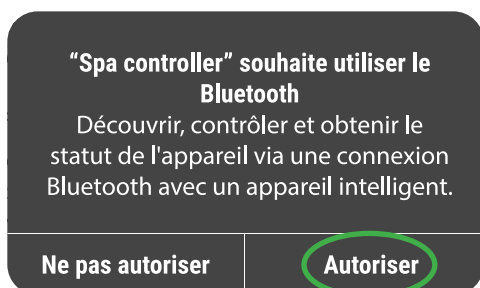 “Spa controller” souhaite utiliser le
Bluetooth
Découvrir, contrôler et obtenir le
statut de l'appareil via une connexion
Bluetooth avec un appareil intelligent.
Ne pas autoriser
Autoriser